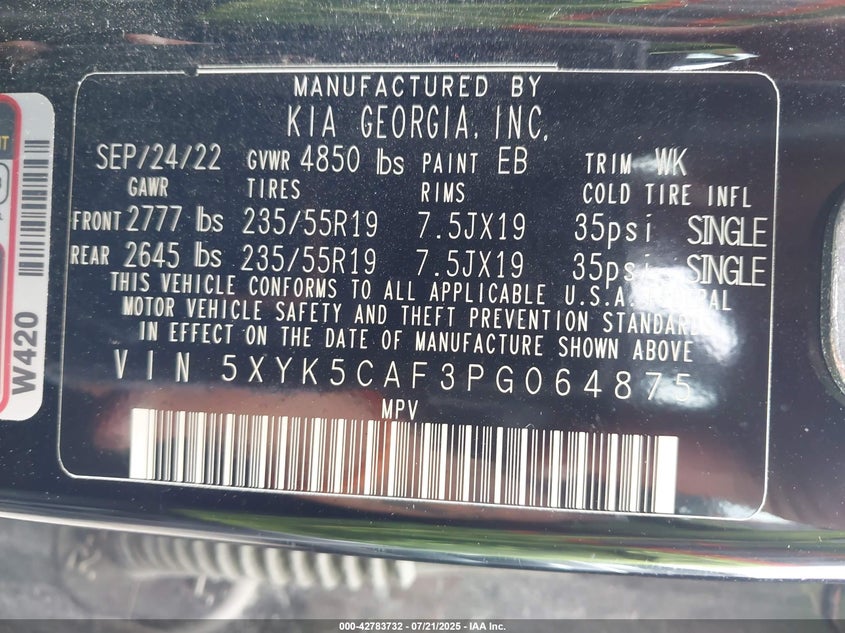 MANUFACTURED BY
KIA GEORGIA, INC.
SEP/24/22 GVWR 4850 lbs PAINT EB TRIM WK
GAWR TIRES RIMS COLD TIRE INFL
FRONT 2777 lbs 235/55R19 7.5JX19 35psi SINGLE
REAR 2645 lbs 235/55R19 7.5JX19 35psi SINGLE
THIS VEHICLE CONFORMS TO ALL APPLICABLE U.S.A. FEDERAL
MOTOR VEHICLE SAFETY AND THEFT PREVENTION STANDARDS
IN EFFECT ON THE DATE OF MANUFACTURE SHOWN ABOVE
VIN 5XYK5CAF3PG064875
MPV
W420
000-42783732 - 07/21/2025 - IAA Inc.